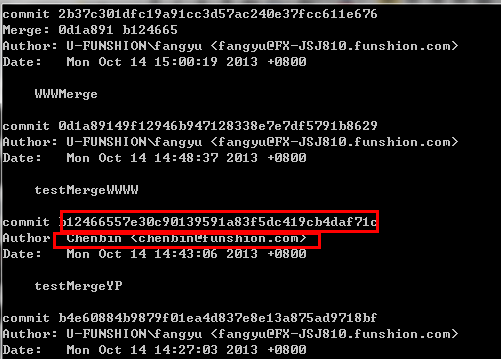 commit 2b37c301dfc19a91cc3d57ac240e37fcc611e676
Merge: 0d1a891 b124665
Author: U-FUNSHION\fangyu <fangyu@FX-JSJ810.funshion.com>
Date:   Mon Oct 14 15:00:19 2013 +0800
WWWMerge
commit 0d1a89149f12946b947128338e7e7df5791b8629
Author: U-FUNSHION\fangyu <fangyu@FX-JSJ810.funshion.com>
Date:   Mon Oct 14 14:48:37 2013 +0800
testMergeWWWW
commit b12466557e30c90139591a83f5dc419cb4daf71c
Author: Chenbin <chenbin@funshion.com>
Date:   Mon Oct 14 14:43:06 2013 +0800
testMergeYP
commit b4e60884b9879f01ea4d837e8e13a875ad9718bf
Author: U-FUNSHION\fangyu <fangyu@FX-JSJ810.funshion.com>
Date:   Mon Oct 14 14:27:03 2013 +0800